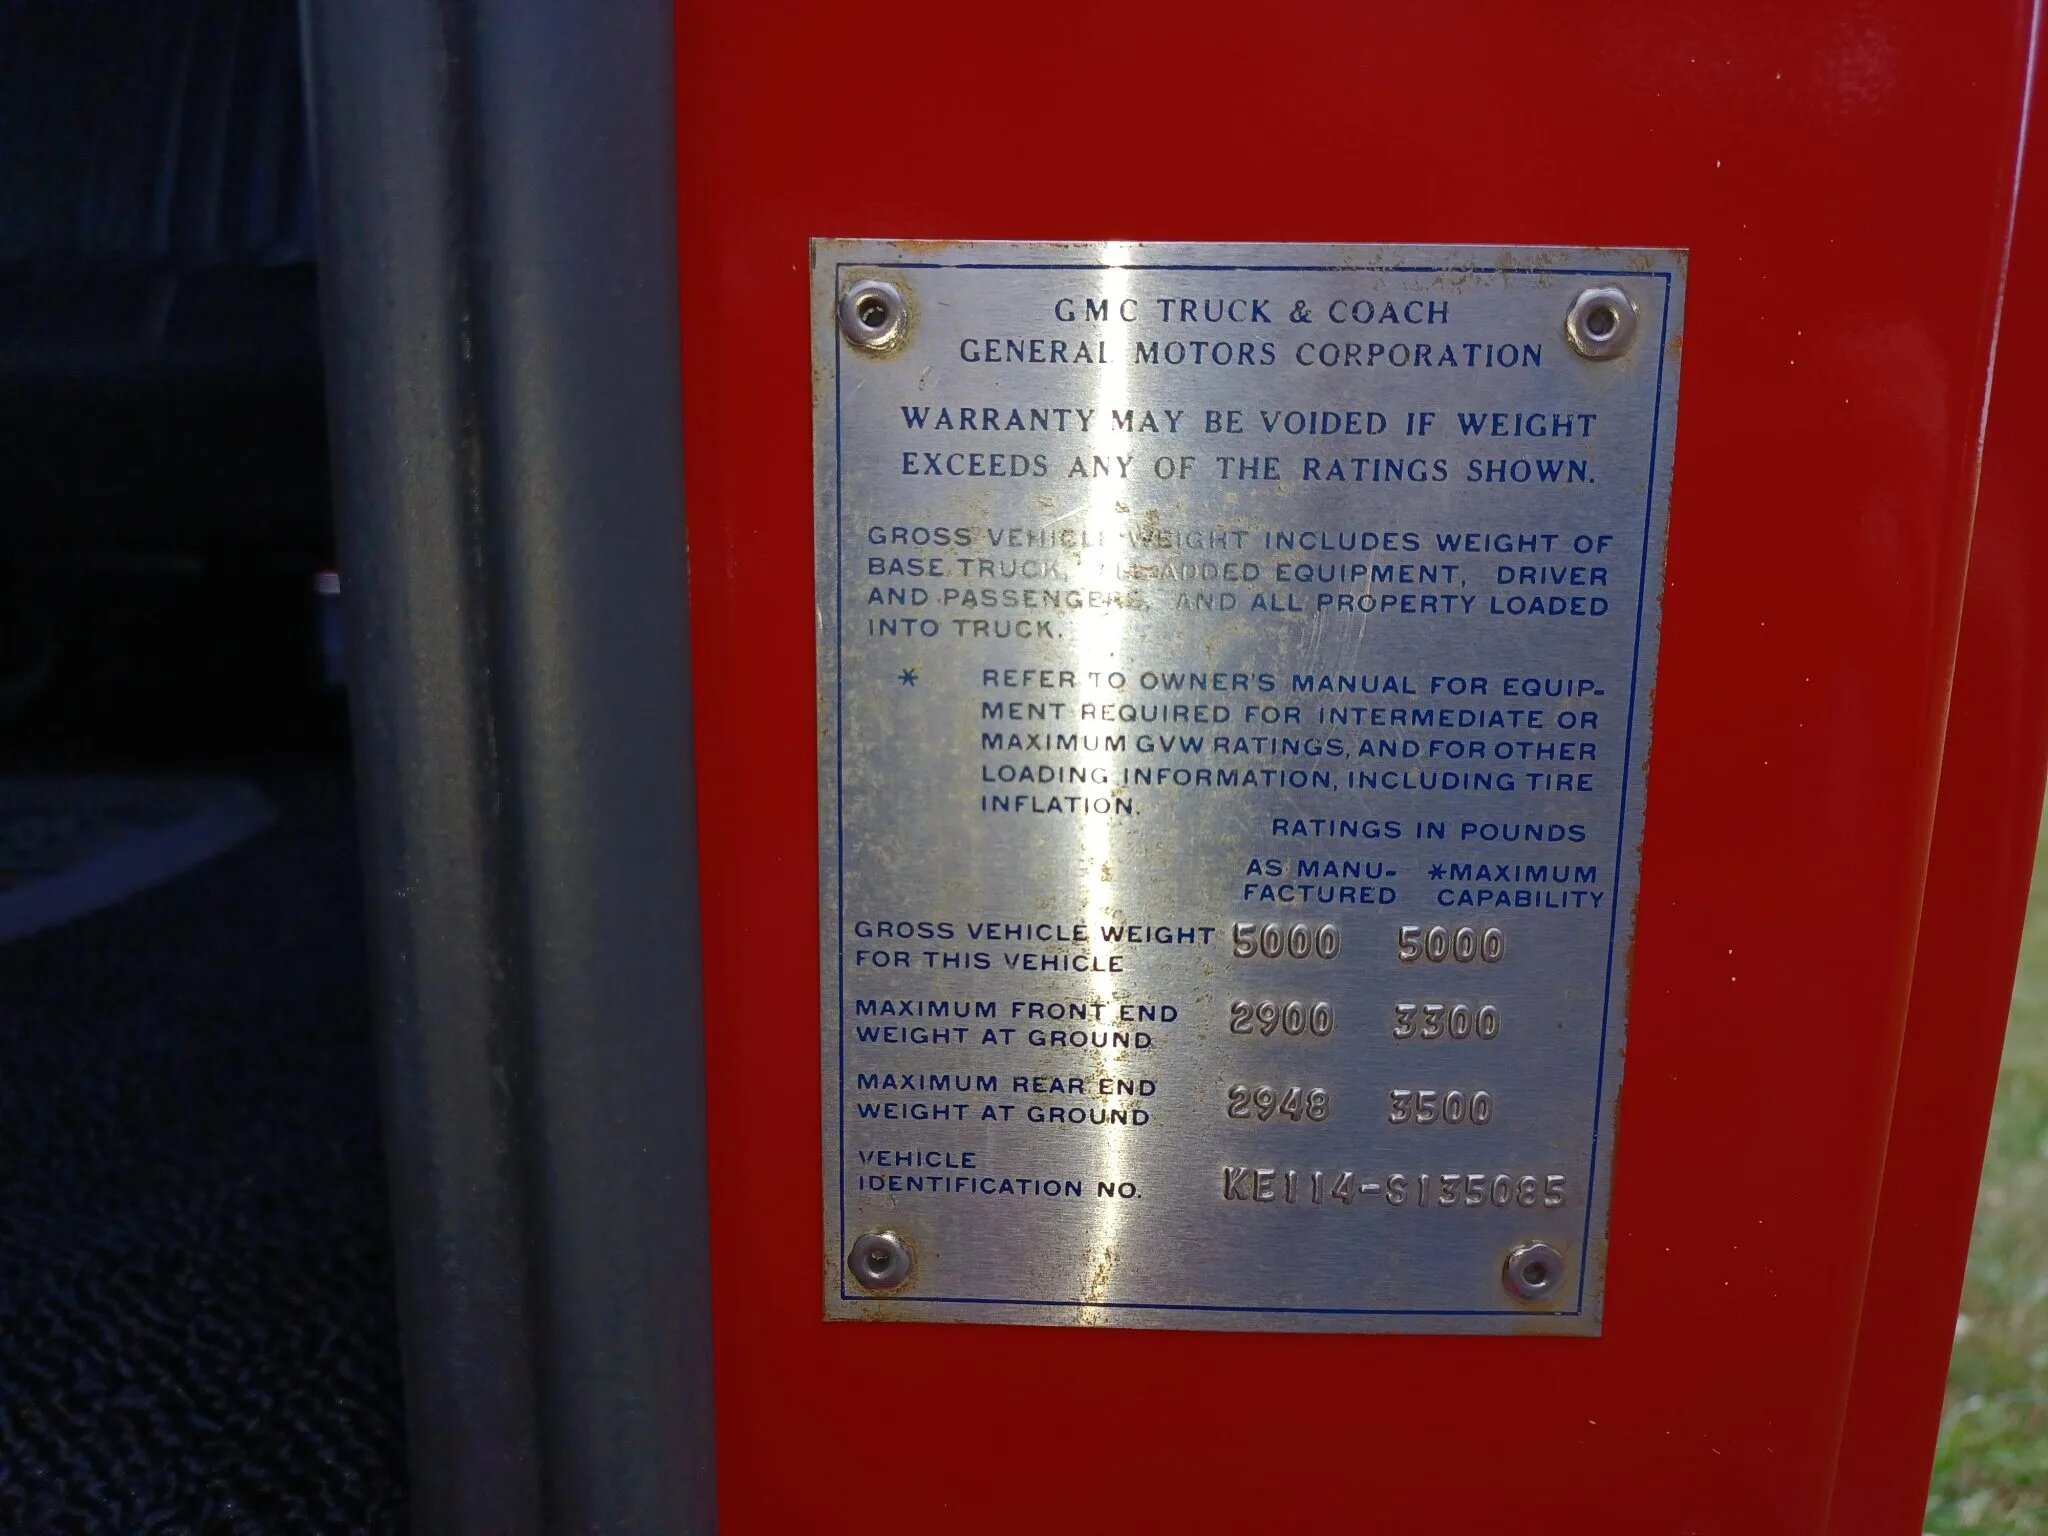 GMC TRUCK & COACH
GENERAL MOTORS CORPORATION
WARRANTY MAY BE VOIDED IF WEIGHT
EXCEEDS ANY OF THE RATINGS SHOWN.
GROSS VEHICLE WEIGHT INCLUDES WEIGHT OF
BASE TRUCK, ADDED EQUIPMENT, DRIVER
AND PASSENGERS, AND ALL PROPERTY LOADED
INTO TRUCK.
* REFER TO OWNER'S MANUAL FOR EQUIP-
MENT REQUIRED FOR INTERMEDIATE OR
MAXIMUM GVW RATINGS, AND FOR OTHER
LOADING INFORMATION, INCLUDING TIRE
INFLATION.
RATINGS IN POUNDS
AS MANU- *MAXIMUM
FACTURED CAPABILITY
GROSS VEHICLE WEIGHT 5000 5000
FOR THIS VEHICLE
MAXIMUM FRONT END 2900 3300
WEIGHT AT GROUND
MAXIMUM REAR END
WEIGHT AT GROUND 2948 3500
VEHICLE
IDENTIFICATION NO. KE114-S135085